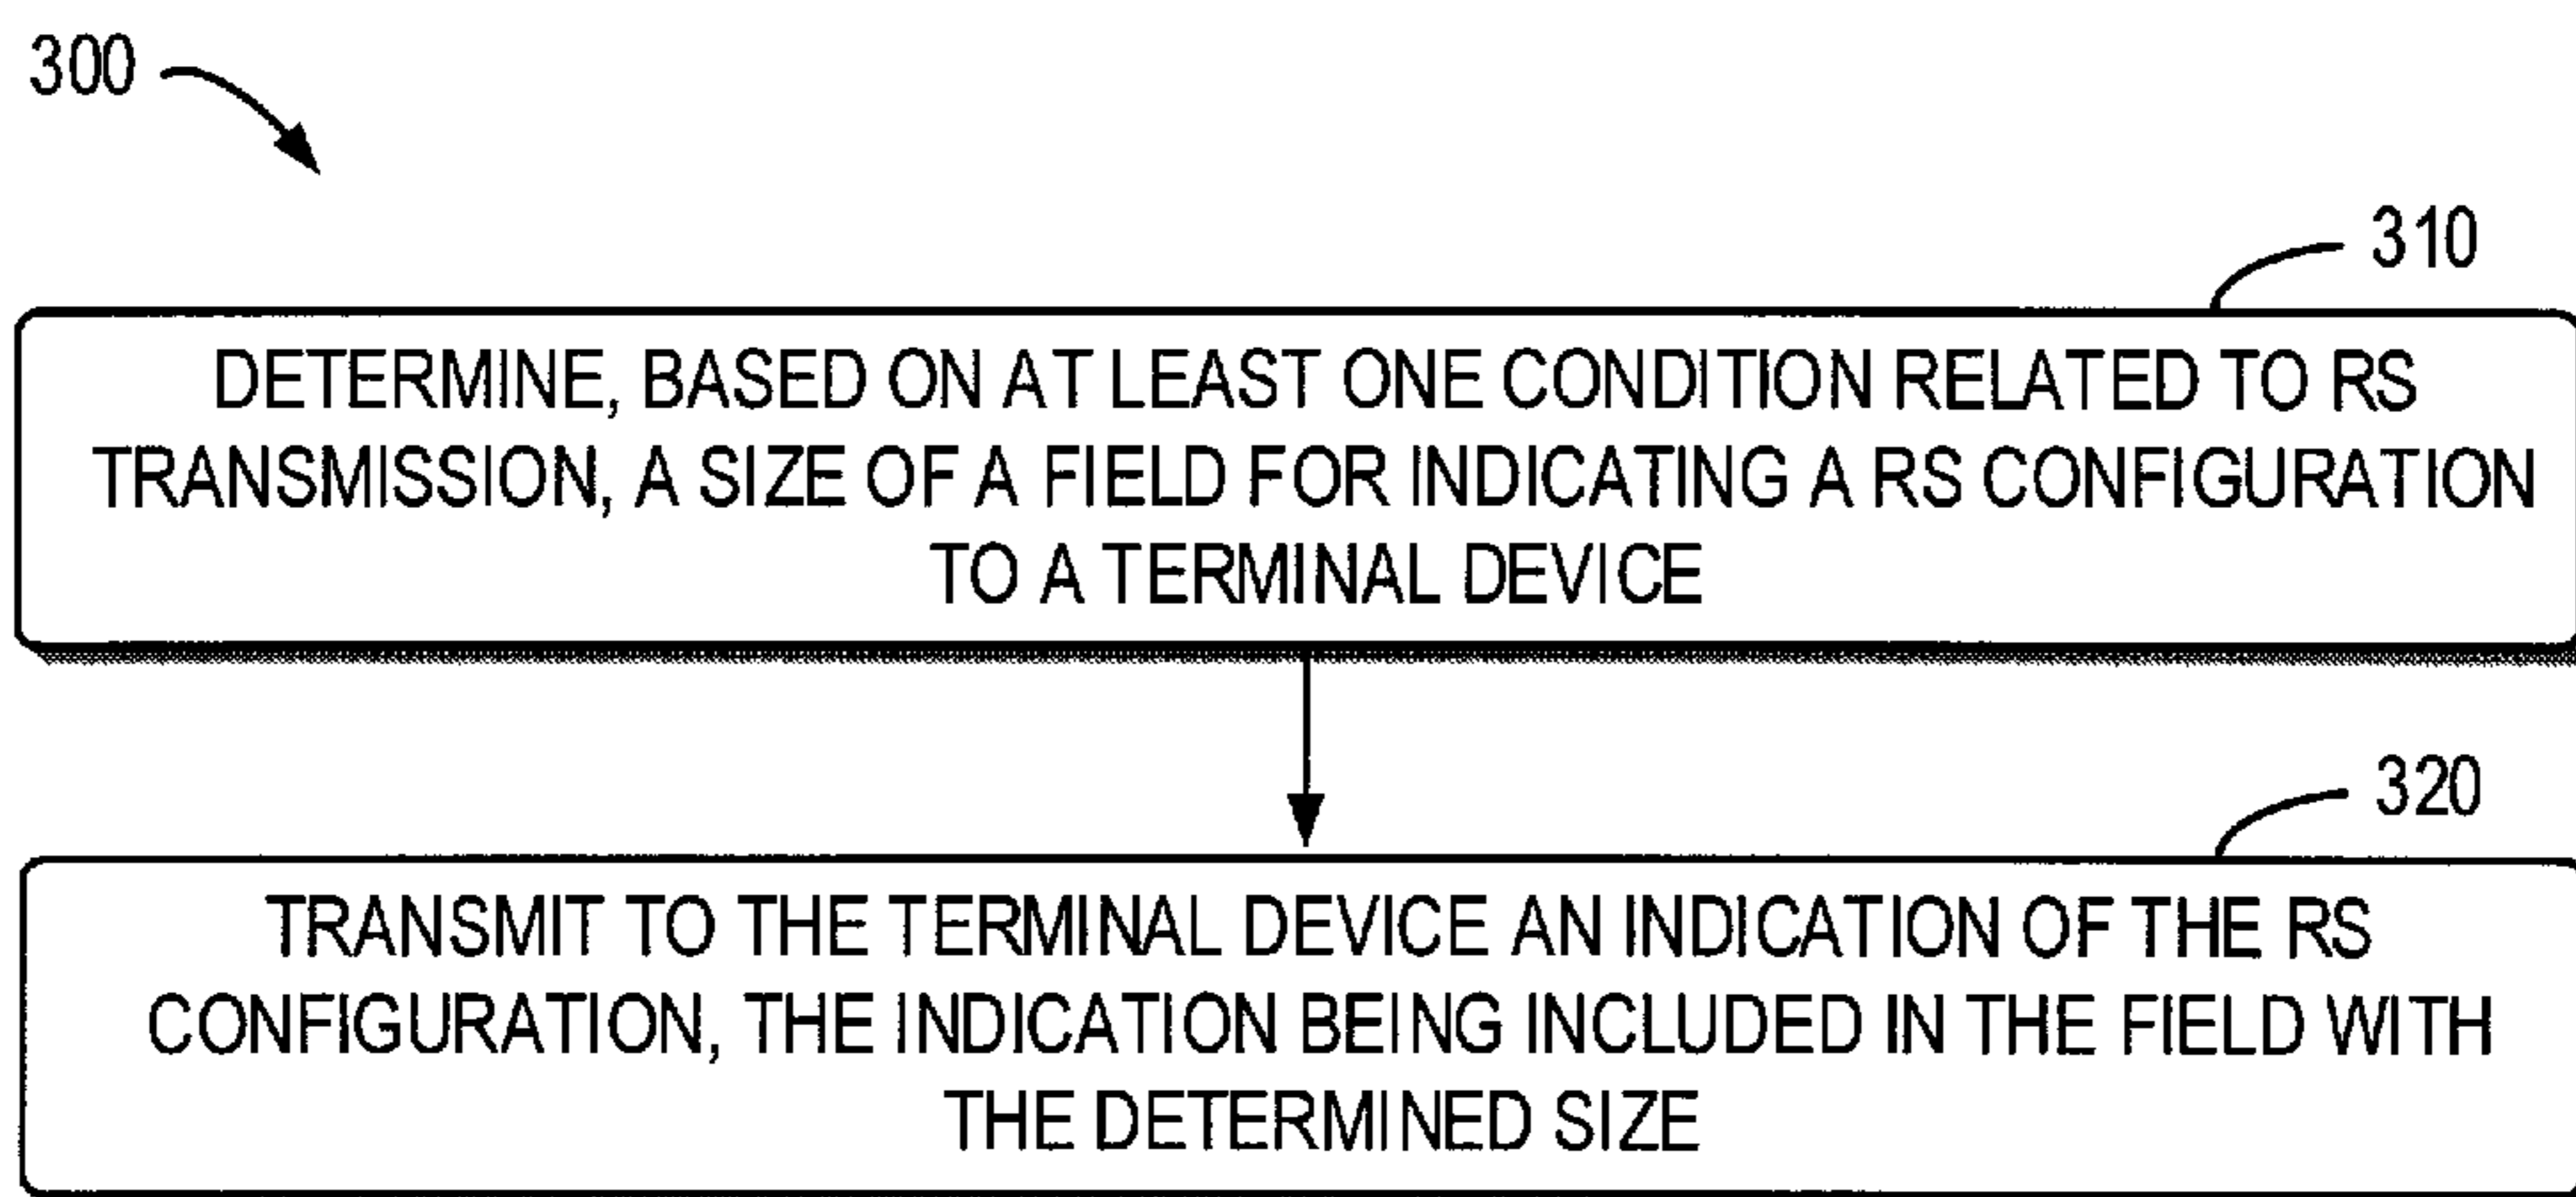 300
310
DETERMINE, BASED ON AT LEAST ONE CONDITION RELATED TO RS
TRANSMISSION, A SIZE OF A FIELD FOR INDICATING A RS CONFIGURATION
TO A TERMINAL DEVICE
320
TRANSMIT TO THE TERMINAL DEVICE AN INDICATION OF THE RS
CONFIGURATION, THE INDICATION BEING INCLUDED IN THE FIELD WITH
THE DETERMINED SIZE